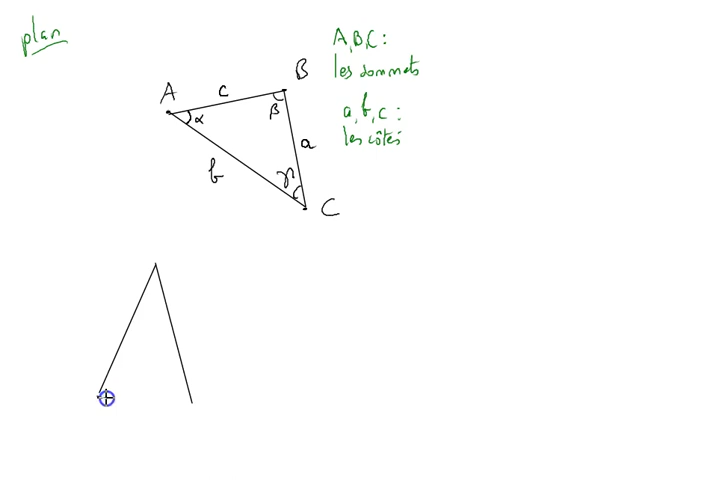 plan
A,B,C :
les sommets
a,b,c :
les côtés
A
c
B
α
β
a
b
γ
C